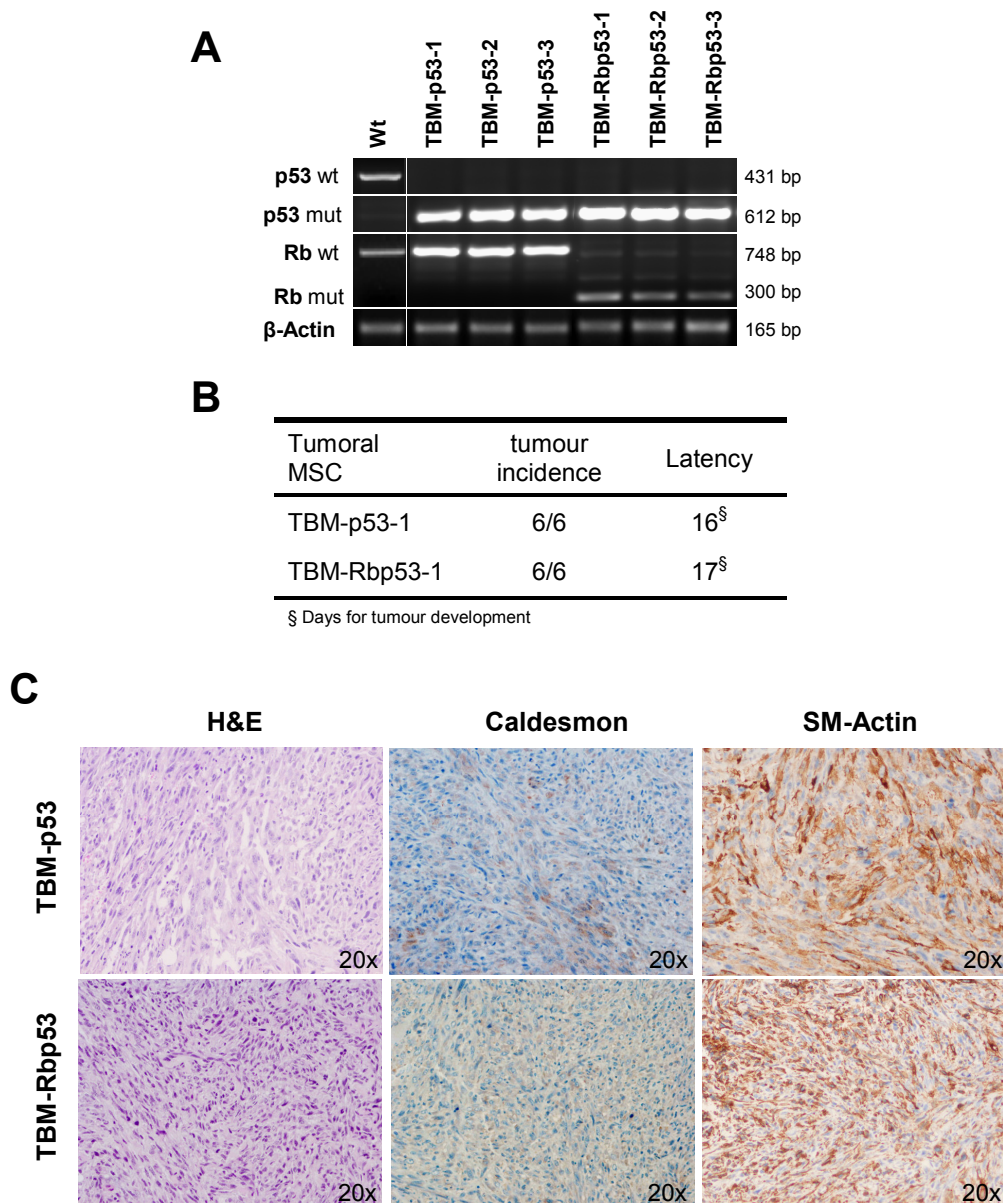 A
Wt
TBM-p53-1
TBM-p53-2
TBM-p53-3
TBM-Rbp53-1
TBM-Rbp53-2
TBM-Rbp53-3
p53 wt 431 bp
p53 mut 612 bp
Rb wt 748 bp
Rb mut 300 bp
β-Actin 165 bp
B
Tumoral MSC tumour incidence Latency
TBM-p53-1 6/6 16§
TBM-Rbp53-1 6/6 17§
§ Days for tumour development
C
H&E Caldesmon SM-Actin
TBM-p53
20x 20x 20x
TBM-Rbp53
20x 20x 20x